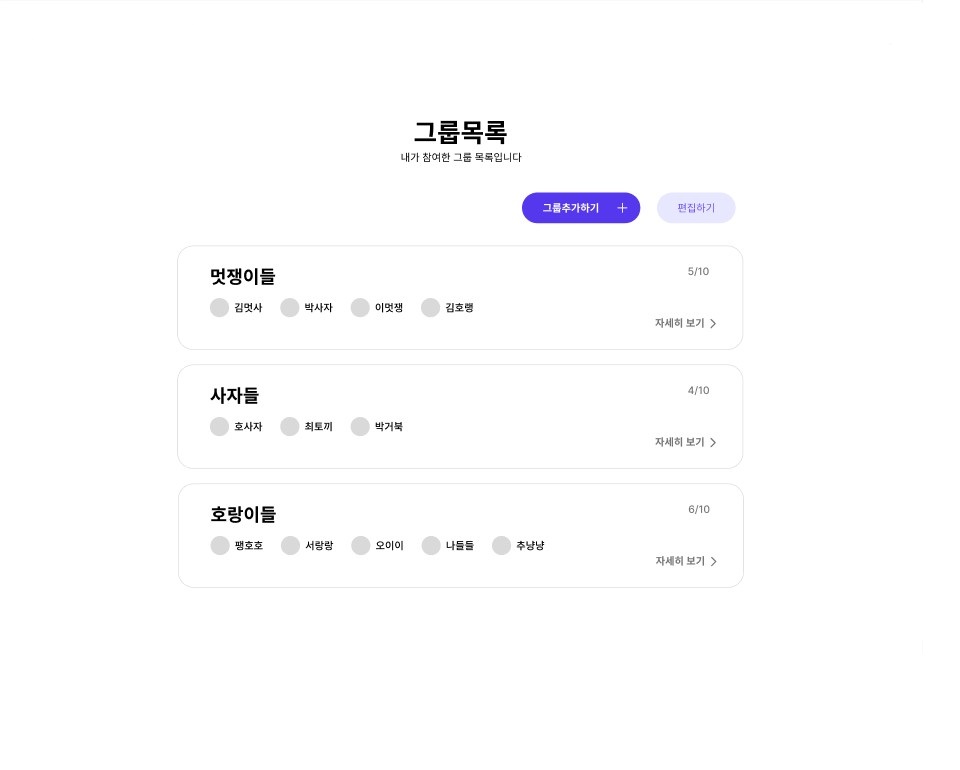 그룹목록
내가 참여한 그룹 목록입니다
그룹추가하기 +
편집하기
멋쟁이들
5/10
김멋사 박사자 이멋쟁 김호랭
자세히 보기 >
사자들
4/10
호사자 최토끼 박거북
자세히 보기 >
호랑이들
6/10
팽호호 서랑랑 오이이 나들들 추냥냥
자세히 보기 >